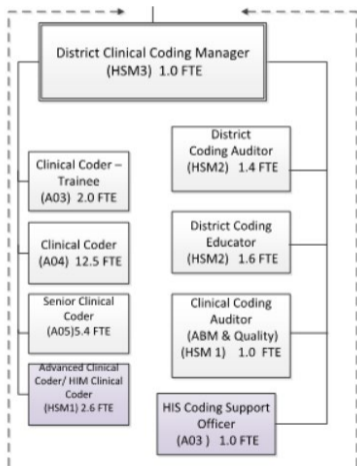 District Clinical Coding Manager
(HSM3) 1.0 FTE
Clinical Coder –
Trainee
(A03) 2.0 FTE
Clinical Coder
(A04) 12.5 FTE
Senior Clinical
Coder
(A05)5.4 FTE
Advanced Clinical
Coder/ HIM Clinical
Coder
(HSM1) 2.6 FTE
District
Coding Auditor
(HSM2) 1.4 FTE
District Coding
Educator
(HSM2) 1.6 FTE
Clinical Coding
Auditor
(ABM & Quality)
(HSM 1) 1.0 FTE
HIS Coding Support
Officer
(A03 ) 1.0 FTE